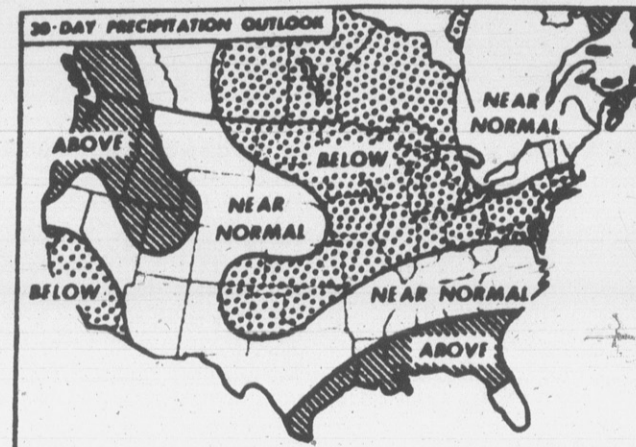 30-DAY PRECIPITATION OUTLOOK
NEAR
NORMAL
ABOVE
BELOW
NEAR
NORMAL
BELOW
NEAR NORMAL
ABOVE